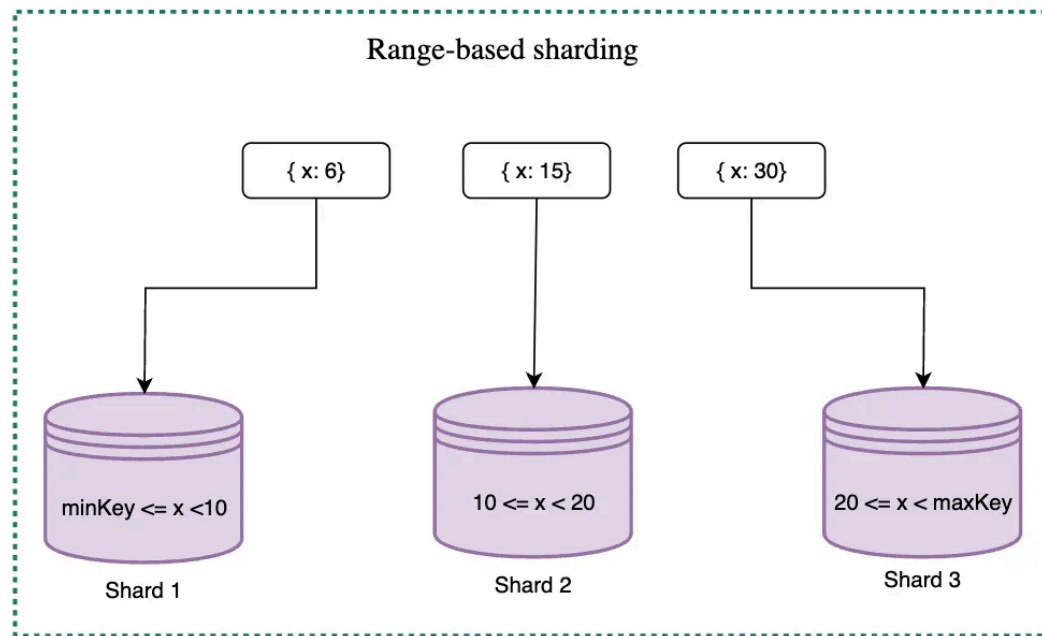 Range-based sharding
{ x: 6}
{ x: 15}
{ x: 30}
minKey <= x <10
10 <= x < 20
20 <= x < maxKey
Shard 1
Shard 2
Shard 3